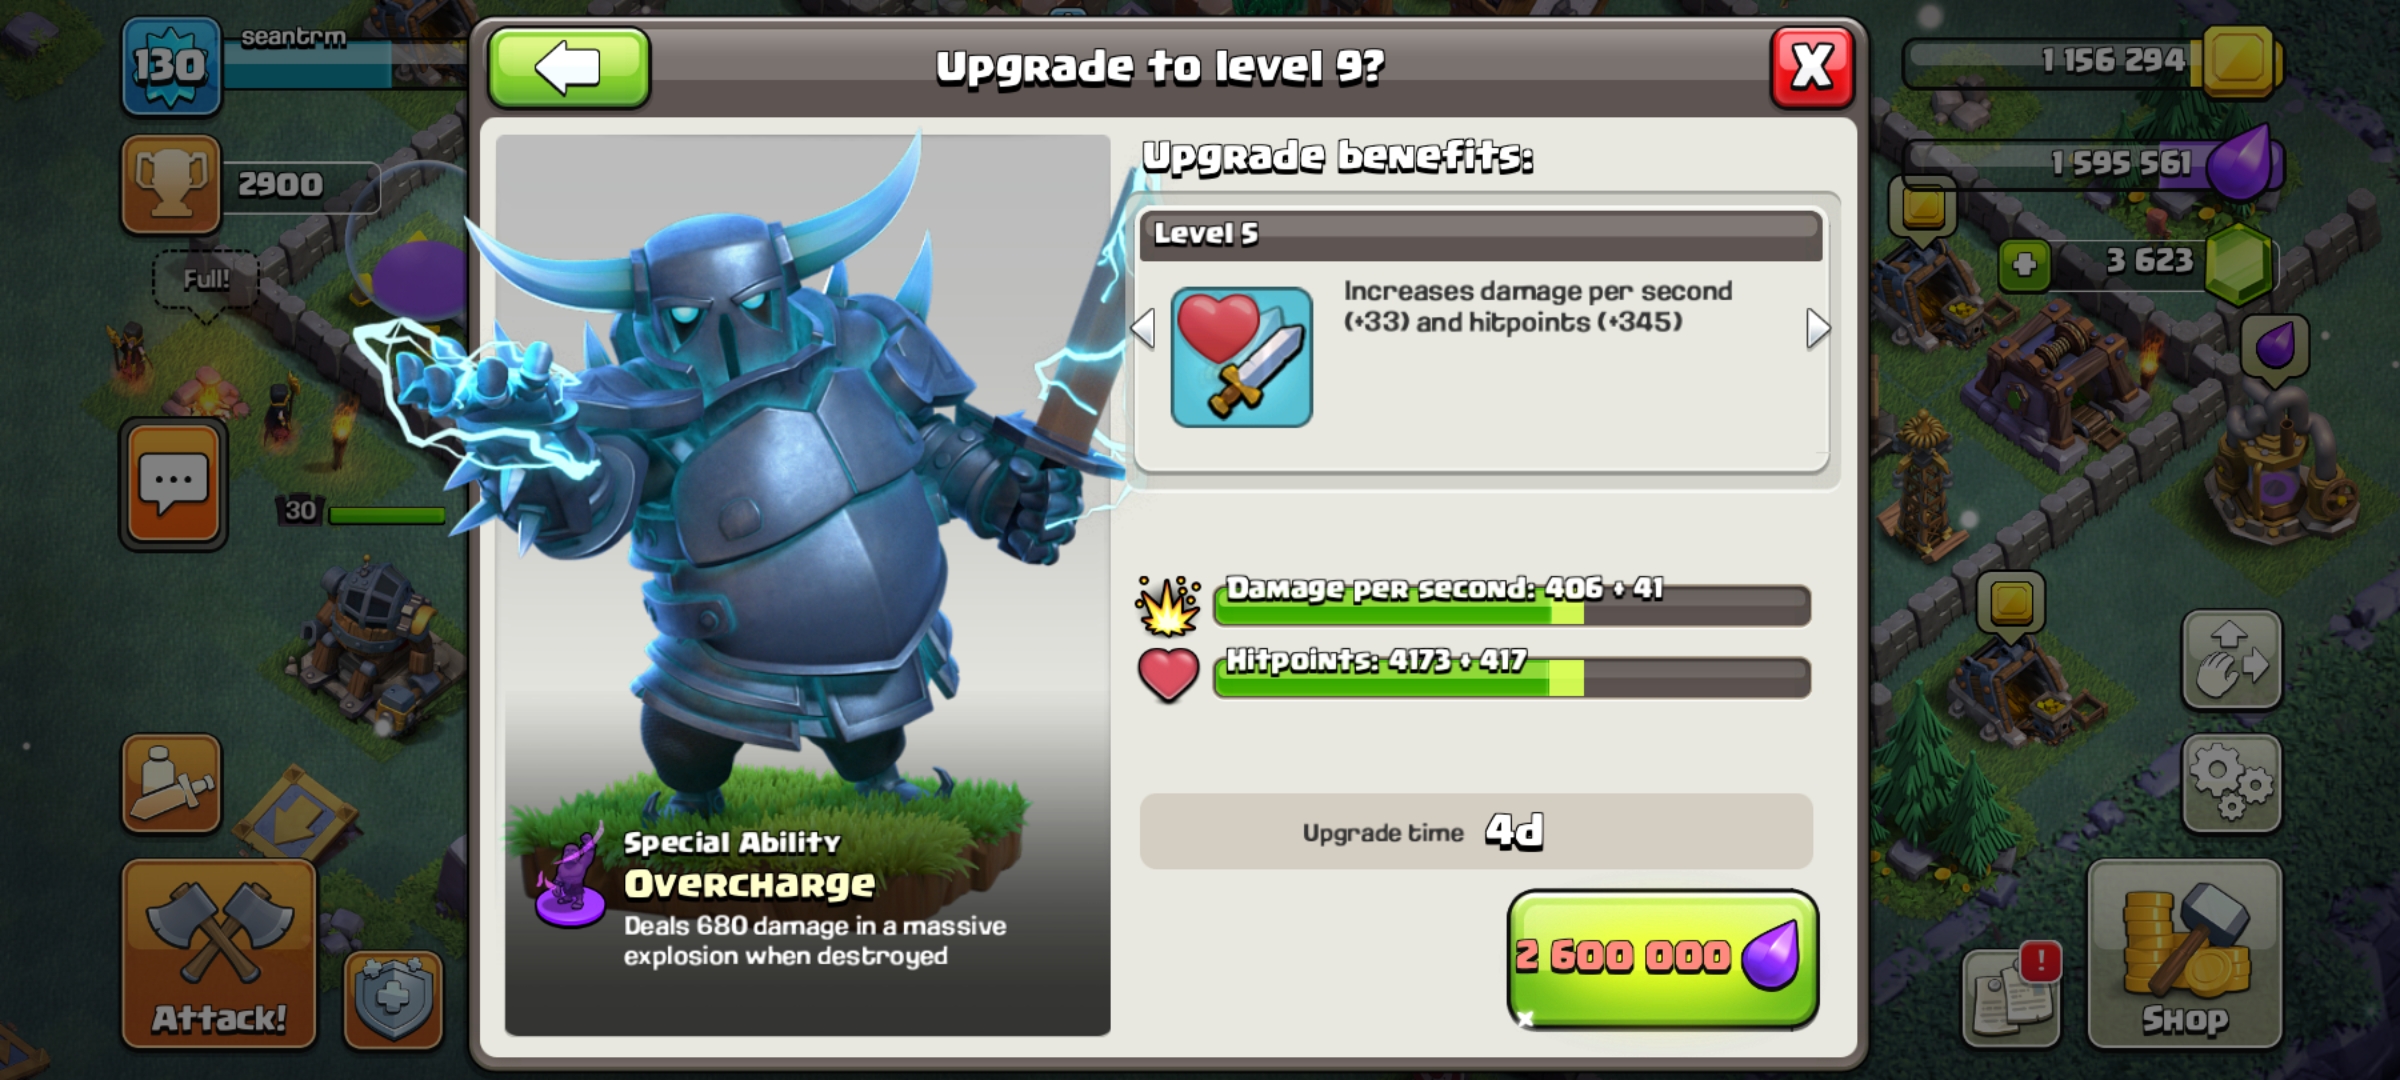 130
seantrm
2900
Full!
30
Attack!
Upgrade to level 9?
X
Upgrade benefits:
Level 5
Increases damage per second
(+33) and hitpoints (+345)
Damage per second: 406 + 41
Hitpoints: 4173 + 417
Upgrade time 4d
2 600 000
Special Ability
Overcharge
Deals 680 damage in a massive
explosion when destroyed
1 156 294
1 595 561
3 623
!
Shop